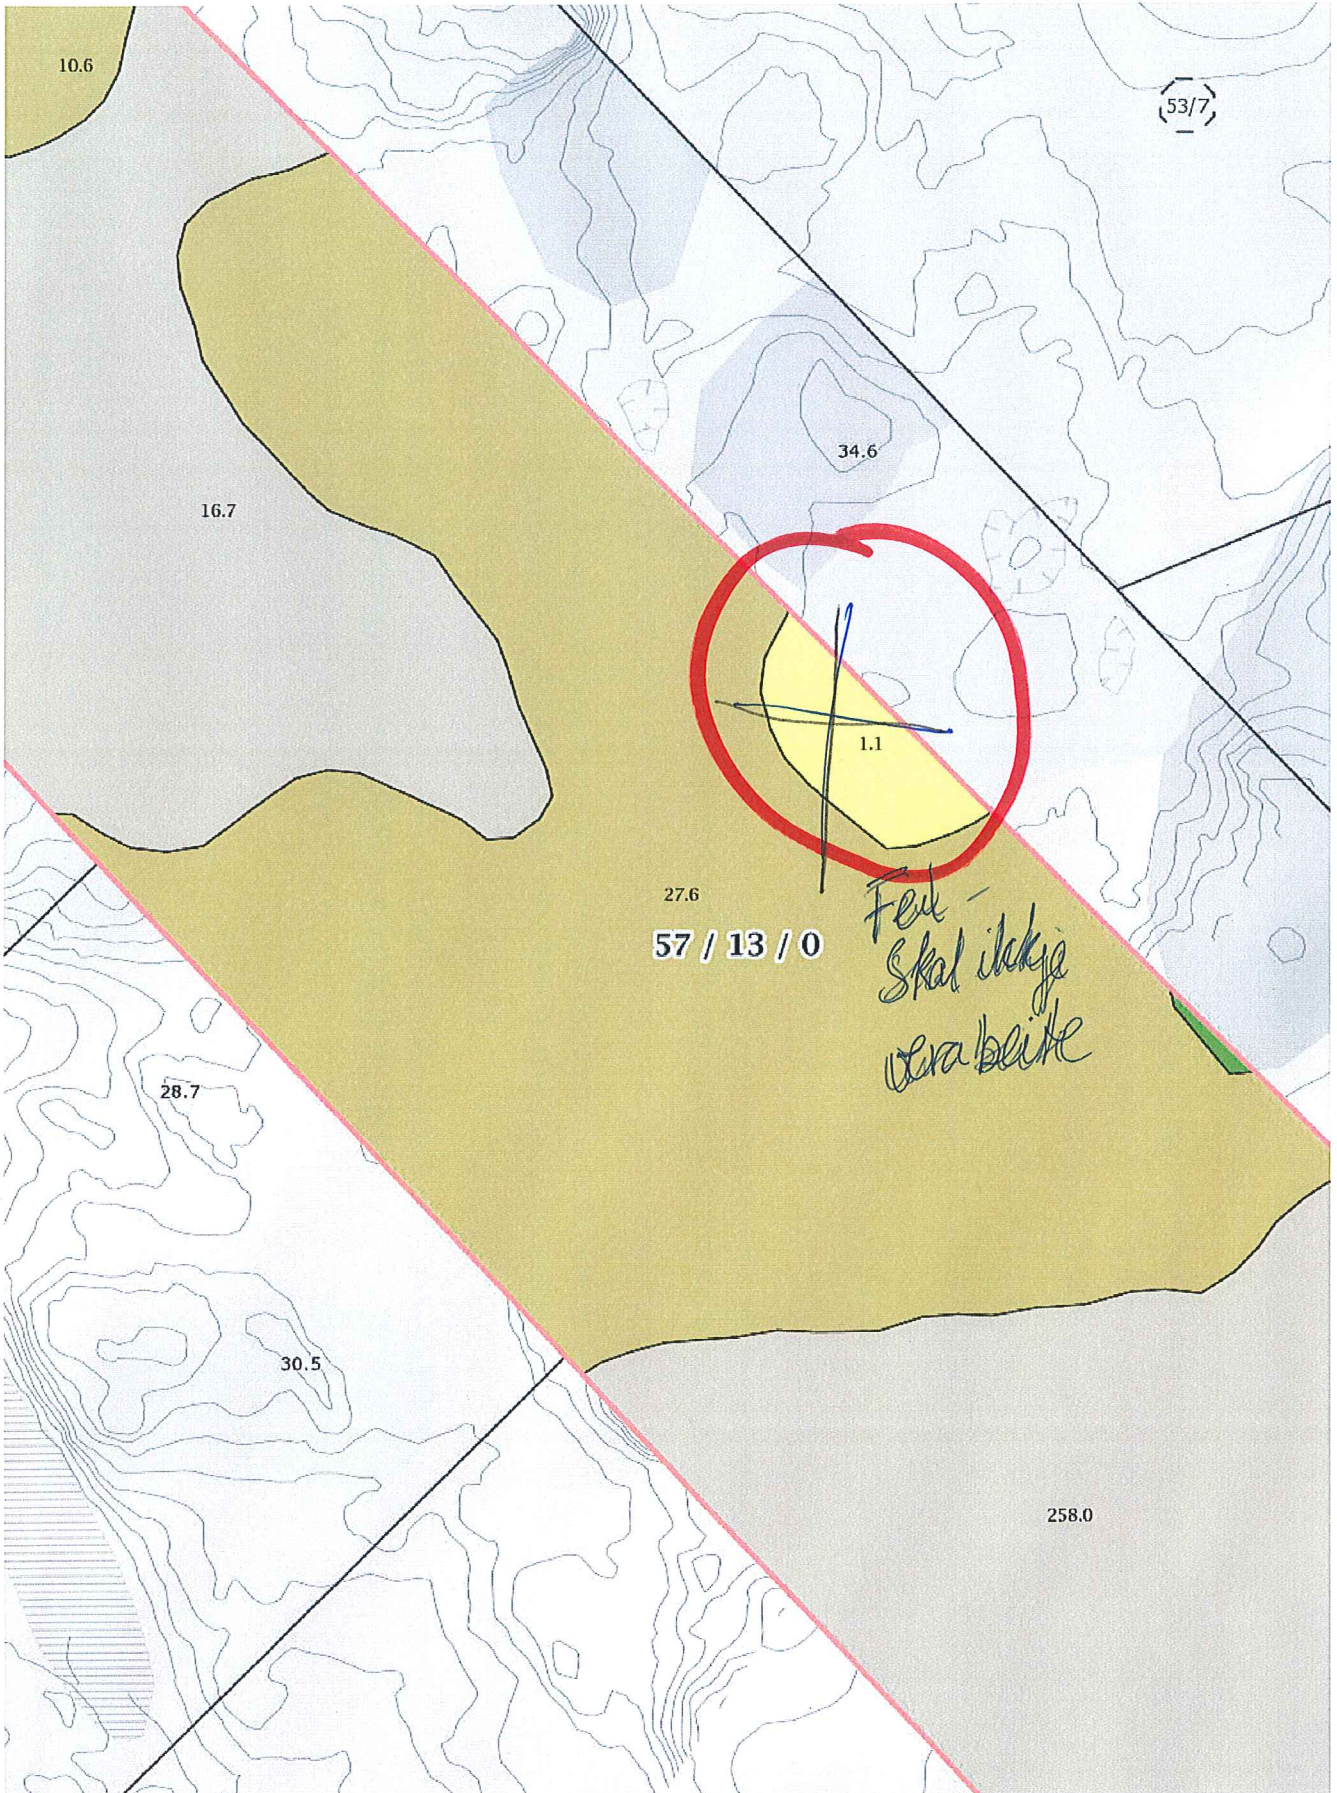 10.6
53/7
34.6
16.7
1.1
27.6
57 / 13 / 0
Feil -
Skal ikkje
vera beite
28.7
30.5
258.0